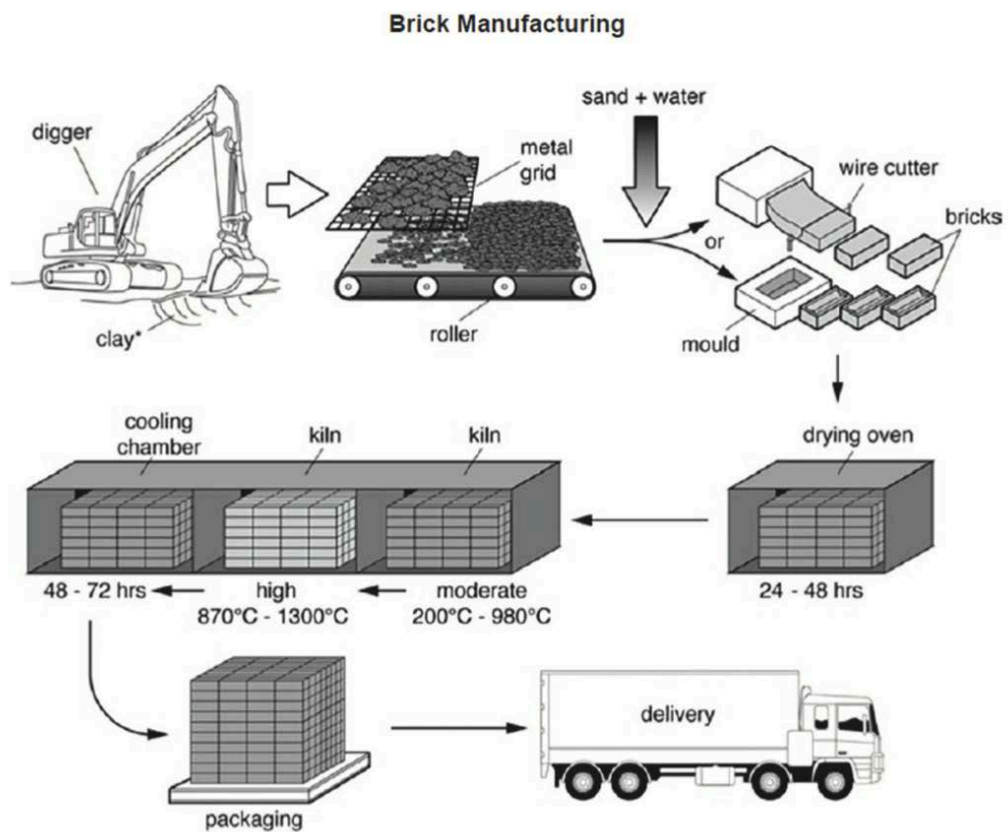 Brick Manufacturing
digger
clay*
metal
grid
roller
sand + water
or
wire cutter
bricks
mould
drying oven
24 - 48 hrs
kiln
moderate
200°C - 980°C
kiln
high
870°C - 1300°C
cooling
chamber
48 - 72 hrs
packaging
delivery